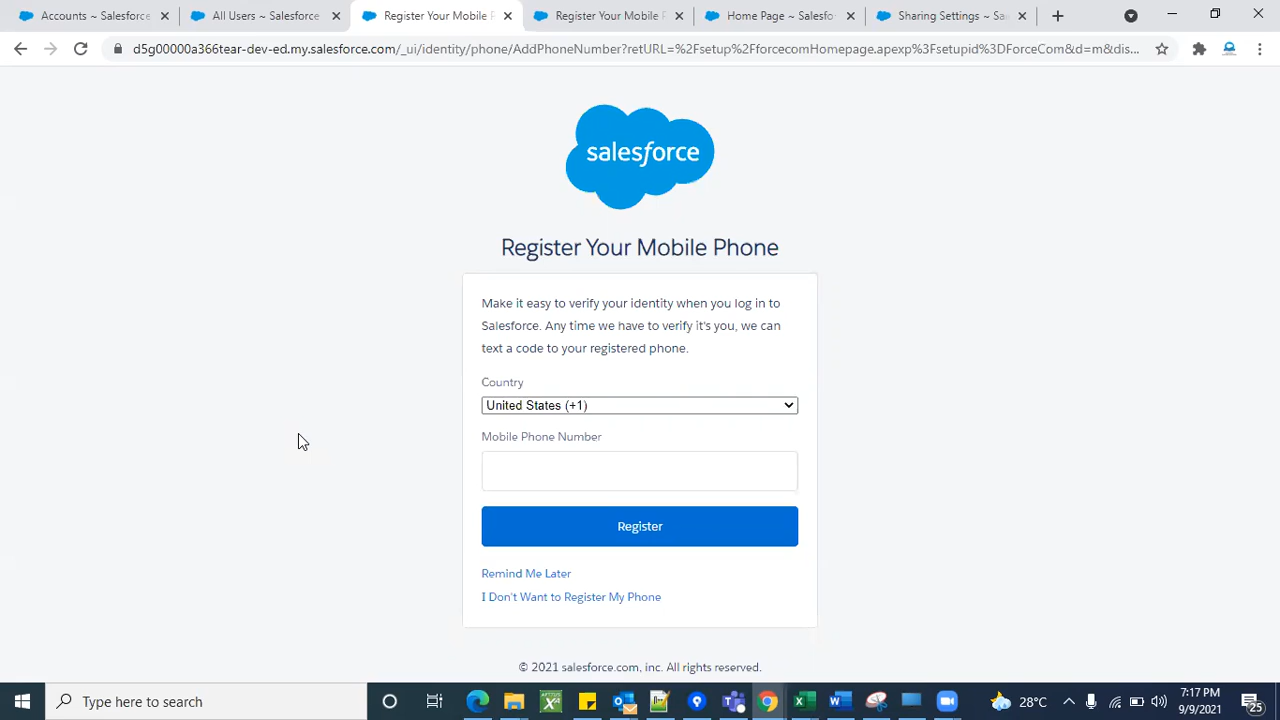 Accounts ~ Salesforce
All Users ~ Salesforce
Register Your Mobile P
Register Your Mobile P
Home Page ~ Salesfo
Sharing Settings ~ Sa
d5g00000a366tear-dev-ed.my.salesforce.com/_ui/identity/phone/AddPhoneNumber?retURL=%2Fsetup%2FforcecomHomepage.apexp%3Fsetupid%3DForceCom&d=m&dis...
salesforce
Register Your Mobile Phone
Make it easy to verify your identity when you log in to
Salesforce. Any time we have to verify it's you, we can
text a code to your registered phone.
Country
United States (+1)
Mobile Phone Number
Register
Remind Me Later
I Don't Want to Register My Phone
© 2021 salesforce.com, inc. All rights reserved.
Type here to search
28°C
7:17 PM
9/9/2021
25